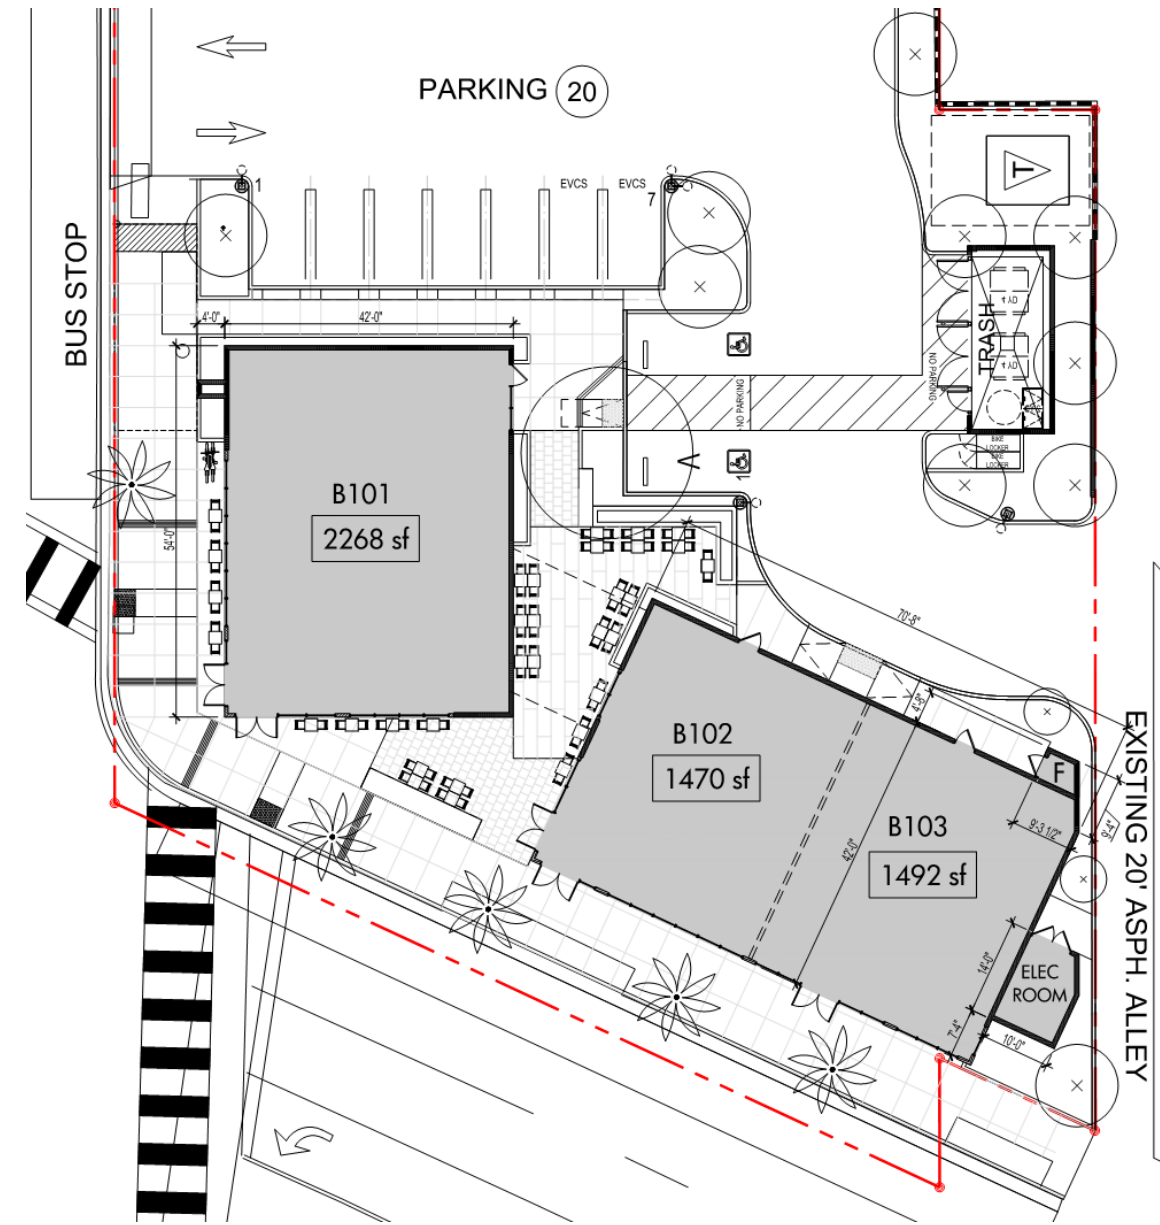 PARKING 20
T
1
EVCS
EVCS
7
BUS STOP
4'-0"
42'-0"
TRASH
NO PARKING
NO PARKING
BIKE
LOCKER
BIKE
LOCKER
1
54'-0"
B101
2268 sf
70'-8"
4'-8"
B102
1470 sf
F
9'-3 1/2"
9'-4"
EXISTING 20' ASPH. ALLEY
B103
1492 sf
42'-0"
14'-0"
ELEC
ROOM
7'-4"
10'-0"